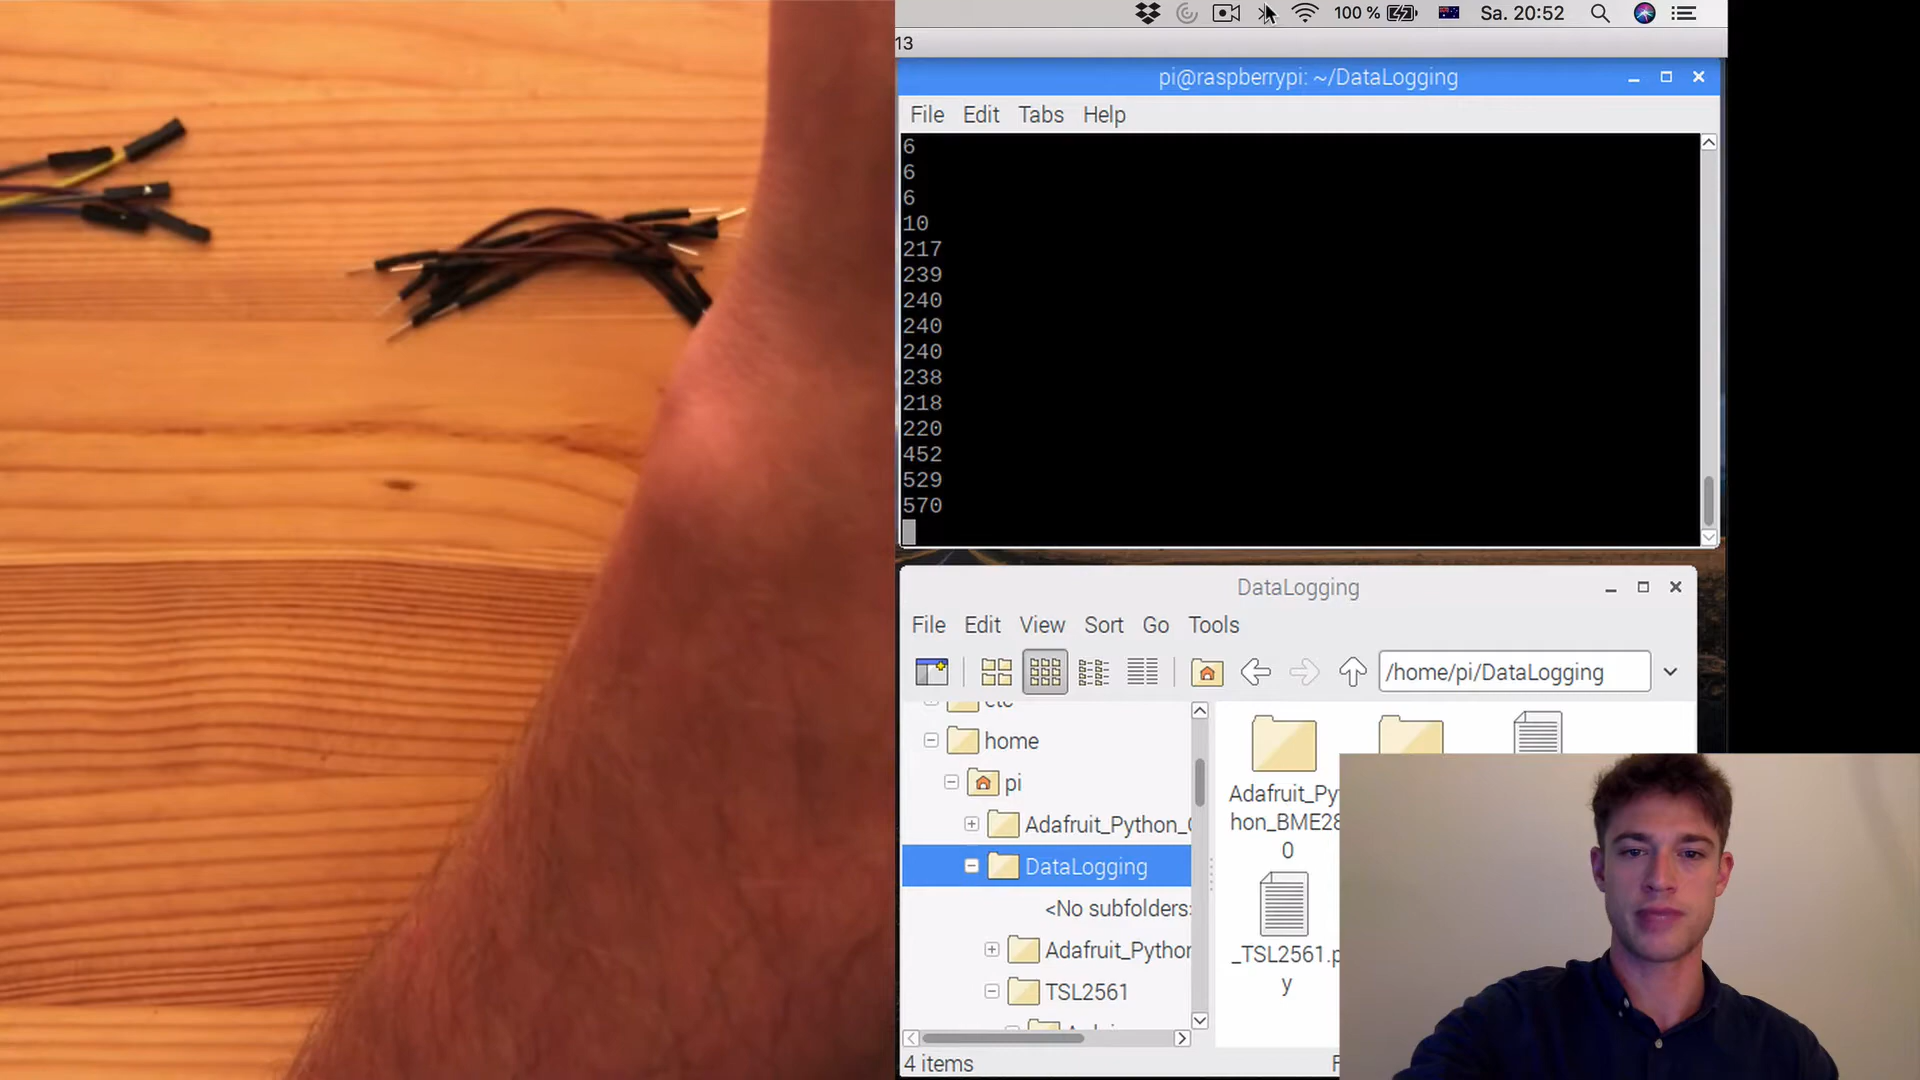 100 %
Sa. 20:52
13
pi@raspberrypi: ~/DataLogging
File Edit Tabs Help
6
6
6
10
217
239
240
240
240
238
218
220
452
529
570
DataLogging
File Edit View Sort Go Tools
/home/pi/DataLogging
etc
home
pi
Adafruit_Python_
DataLogging
<No subfolders>
Adafruit_Python
TSL2561
4 items
Adafruit_Py
hon_BME28
0
_TSL2561.p
y